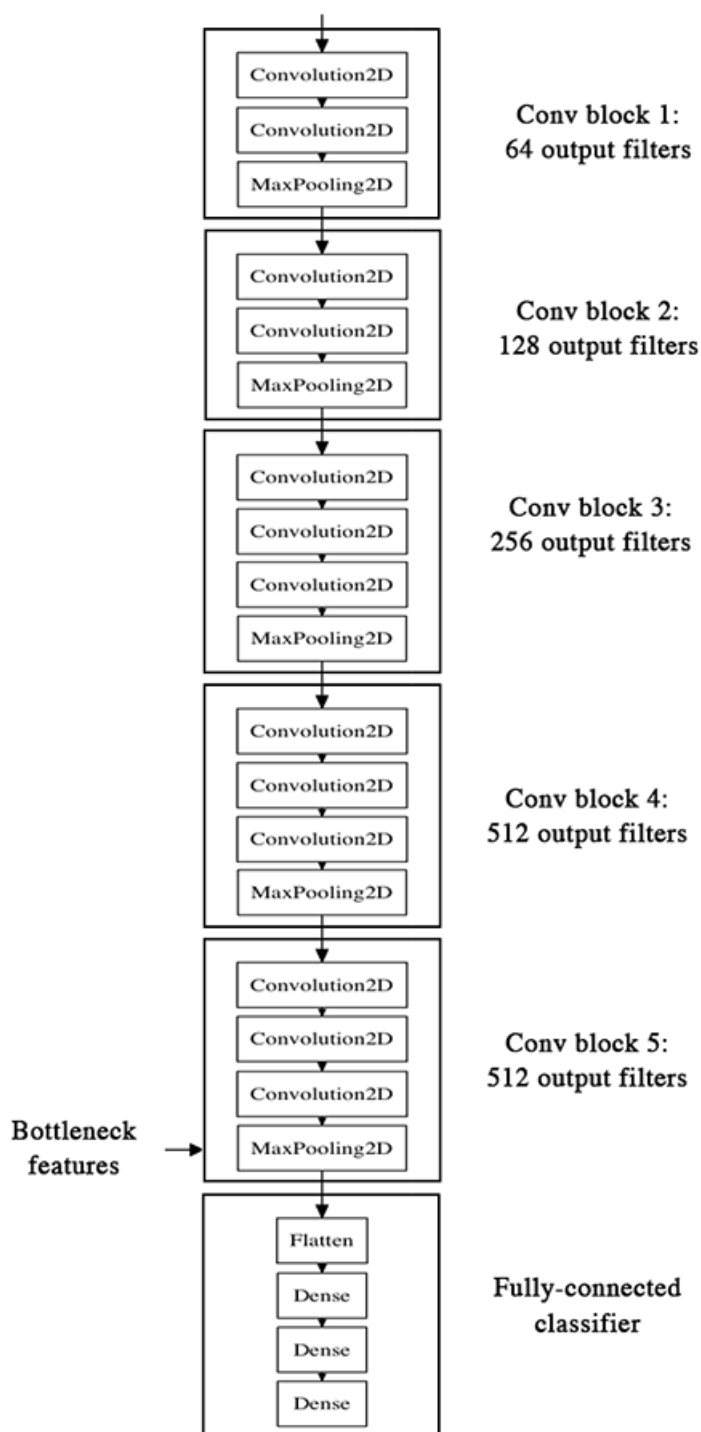 Convolution2D
Convolution2D
MaxPooling2D
Conv block 1:
64 output filters
Convolution2D
Convolution2D
MaxPooling2D
Conv block 2:
128 output filters
Convolution2D
Convolution2D
Convolution2D
MaxPooling2D
Conv block 3:
256 output filters
Convolution2D
Convolution2D
Convolution2D
MaxPooling2D
Conv block 4:
512 output filters
Convolution2D
Convolution2D
Convolution2D
MaxPooling2D
Conv block 5:
512 output filters
Bottleneck
features
Flatten
Dense
Dense
Dense
Fully-connected
classifier